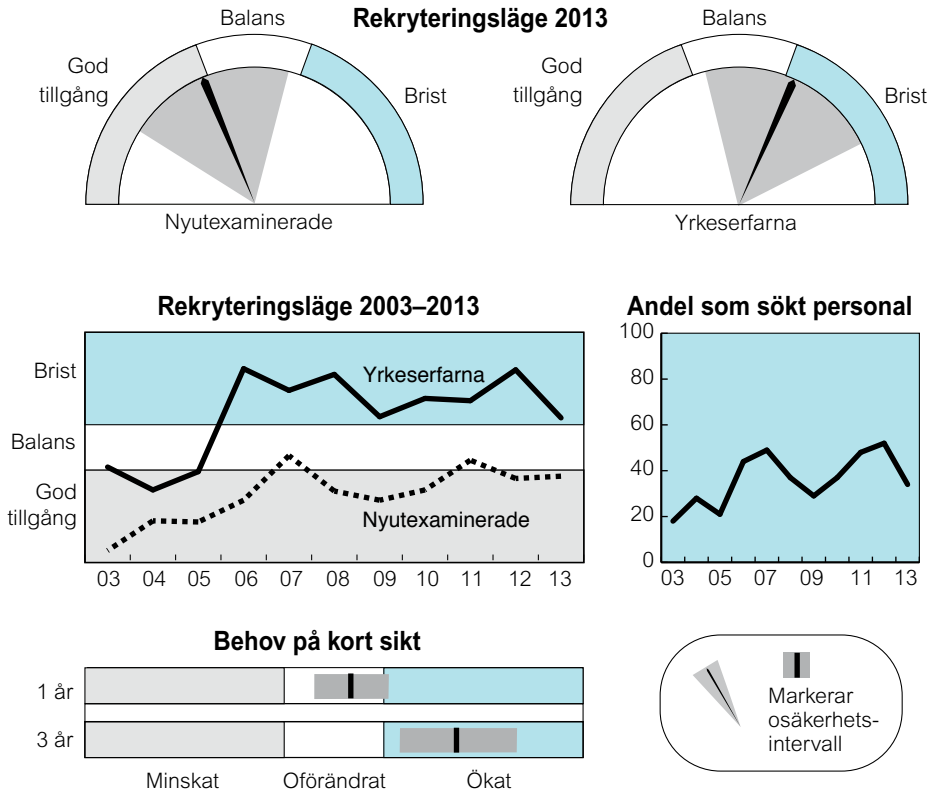 Rekryteringsläge 2013
Balans
God
tillgång
Brist
Nyutexaminerade
Balans
God
tillgång
Brist
Yrkeserfarna
Rekryteringsläge 2003–2013
Brist
Balans
God
tillgång
Yrkeserfarna
Nyutexaminerade
03 04 05 06 07 08 09 10 11 12 13
Andel som sökt personal
100
80
60
40
20
0
03 05 07 09 11 13
Behov på kort sikt
1 år
3 år
Minskat Oförändrat Ökat
Markerar
osäkerhets-
intervall